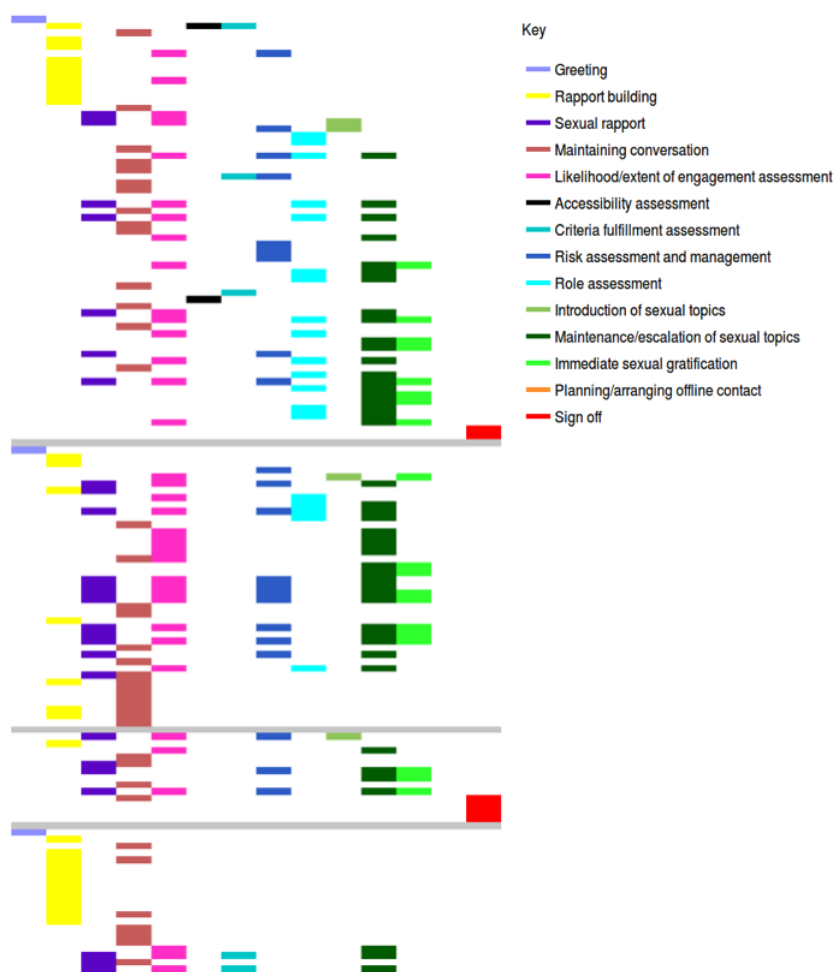 Key
Greeting
Rapport building
Sexual rapport
Maintaining conversation
Likelihood/extent of engagement assessment
Accessibility assessment
Criteria fulfillment assessment
Risk assessment and management
Role assessment
Introduction of sexual topics
Maintenance/escalation of sexual topics
Immediate sexual gratification
Planning/arranging offline contact
Sign off